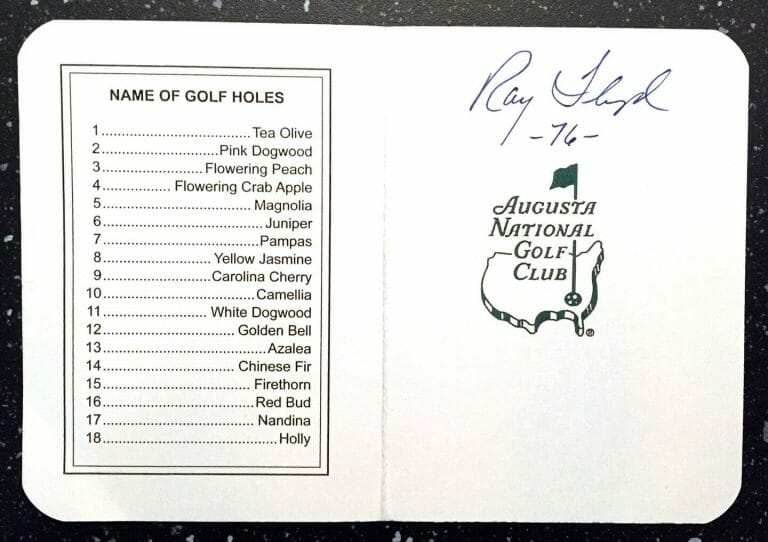 NAME OF GOLF HOLES
1..................................Tea Olive
2...........................Pink Dogwood
3........................Flowering Peach
4................ Flowering Crab Apple
5..................................Magnolia
6.....................................Juniper
7....................................Pampas
8.........................Yellow Jasmine
9.........................Carolina Cherry
10...................................Camellia
11......................... White Dogwood
12.............................. Golden Bell
13......................................Azalea
14............................... Chinese Fir
15.................................. Firethorn
16...................................Red Bud
17................................... Nandina
18........................................Holly
Ray Floyd
-76-
AUGUSTA
NATIONAL
GOLF
CLUB
®